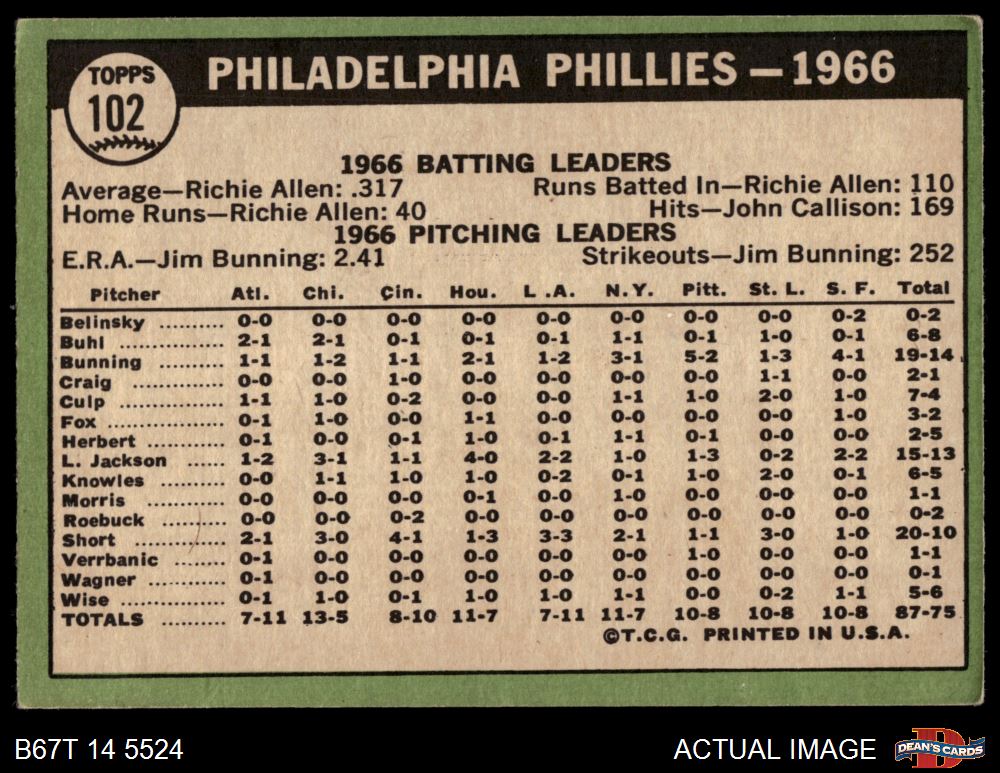 TOPPS
102
PHILADELPHIA PHILLIES — 1966
1966 BATTING LEADERS
Average—Richie Allen: .317 Runs Batted In—Richie Allen: 110
Home Runs—Richie Allen: 40 Hits—John Callison: 169
1966 PITCHING LEADERS
E.R.A.—Jim Bunning: 2.41 Strikeouts—Jim Bunning: 252
Pitcher Atl. Chi. Cin. Hou. L .A. N.Y. Pitt. St. L. S. F. Total
Belinsky .......... 0-0 0-0 0-0 0-0 0-0 0-0 0-0 0-0 0-2 0-2
Buhl ................ 2-1 2-1 0-1 0-1 0-1 1-1 0-1 1-0 0-1 6-8
Bunning ............ 1-1 1-2 1-1 2-1 1-2 3-1 5-2 1-3 4-1 19-14
Craig .............. 0-0 0-0 1-0 0-0 0-0 0-0 0-0 1-1 0-0 2-1
Culp ................ 1-1 1-0 0-2 0-0 0-0 1-1 1-0 2-0 1-0 7-4
Fox .................. 0-1 1-0 0-0 1-1 0-0 0-0 0-0 0-0 1-0 3-2
Herbert ............ 0-1 0-0 0-1 1-0 0-1 1-1 0-1 0-0 0-0 2-5
L. Jackson ...... 1-2 3-1 1-1 4-0 2-2 1-0 1-3 0-2 2-2 15-13
Knowles .......... 0-0 1-1 1-0 1-0 0-2 0-1 1-0 2-0 0-1 6-5
Morris ............ 0-0 0-0 0-0 0-1 0-0 1-0 0-0 0-0 0-0 1-1
Roebuck .......... 0-0 0-0 0-2 0-0 0-0 0-0 0-0 0-0 0-0 0-2
Short .............. 2-1 3-0 4-1 1-3 3-3 2-1 1-1 3-0 1-0 20-10
Verrbanic ........ 0-1 0-0 0-0 0-0 0-0 0-0 1-0 0-0 0-0 1-1
Wagner ............ 0-1 0-0 0-0 0-0 0-0 0-0 0-0 0-0 0-0 0-1
Wise ................ 0-1 1-0 0-1 1-0 1-0 1-1 0-0 0-2 1-1 5-6
TOTALS .......... 7-11 13-5 8-10 11-7 7-11 11-7 10-8 10-8 10-8 87-75
©T.C.G. PRINTED IN U.S.A.
B67T 14 5524 ACTUAL IMAGE DEAN'S CARDS